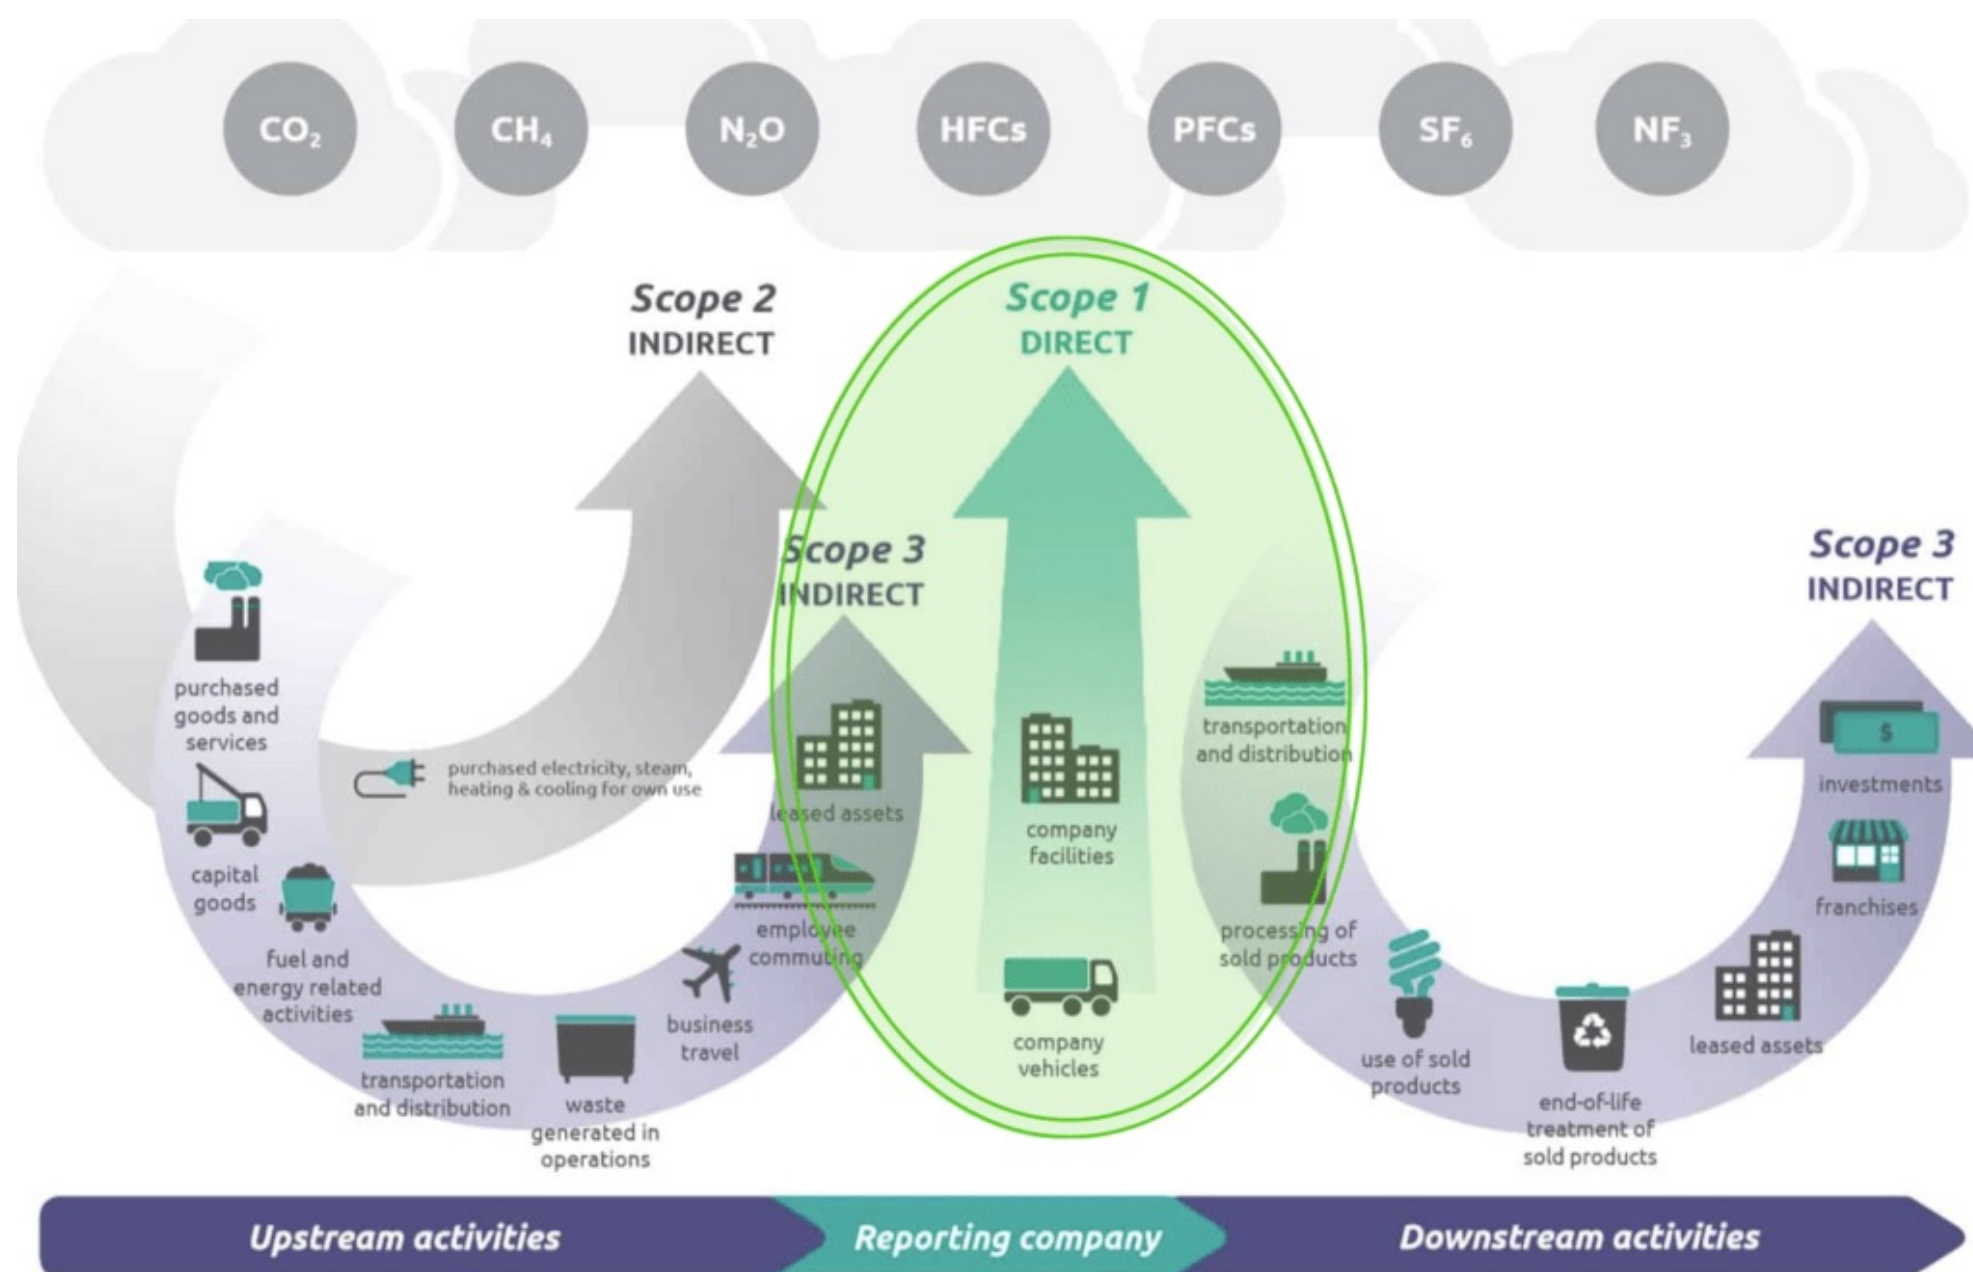 CO₂
CH₄
N₂O
HFCs
PFCs
SF₆
NF₃
Scope 2
INDIRECT
Scope 1
DIRECT
Scope 3
INDIRECT
Scope 3
INDIRECT
purchased
goods and
services
capital
goods
fuel and
energy related
activities
purchased electricity, steam,
heating & cooling for own use
transportation
and distribution
waste
generated in
operations
business
travel
employee
commuting
leased assets
company
facilities
company
vehicles
transportation
and distribution
processing of
sold products
use of sold
products
end-of-life
treatment of
sold products
leased assets
franchises
$
investments
Upstream activities
Reporting company
Downstream activities